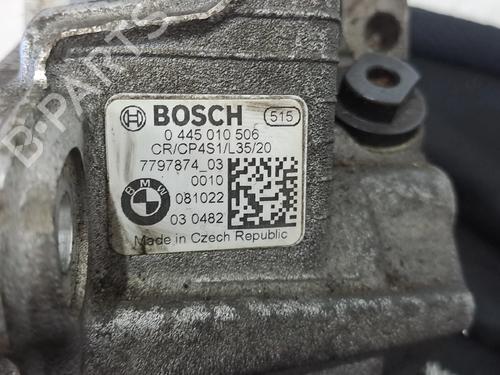 BOSCH 515
0 445 010 506
CR/CP4S1/L35/20
7797874_03
0010
BMW
081022
03 0482
Made in Czech Republic
B-PARTS